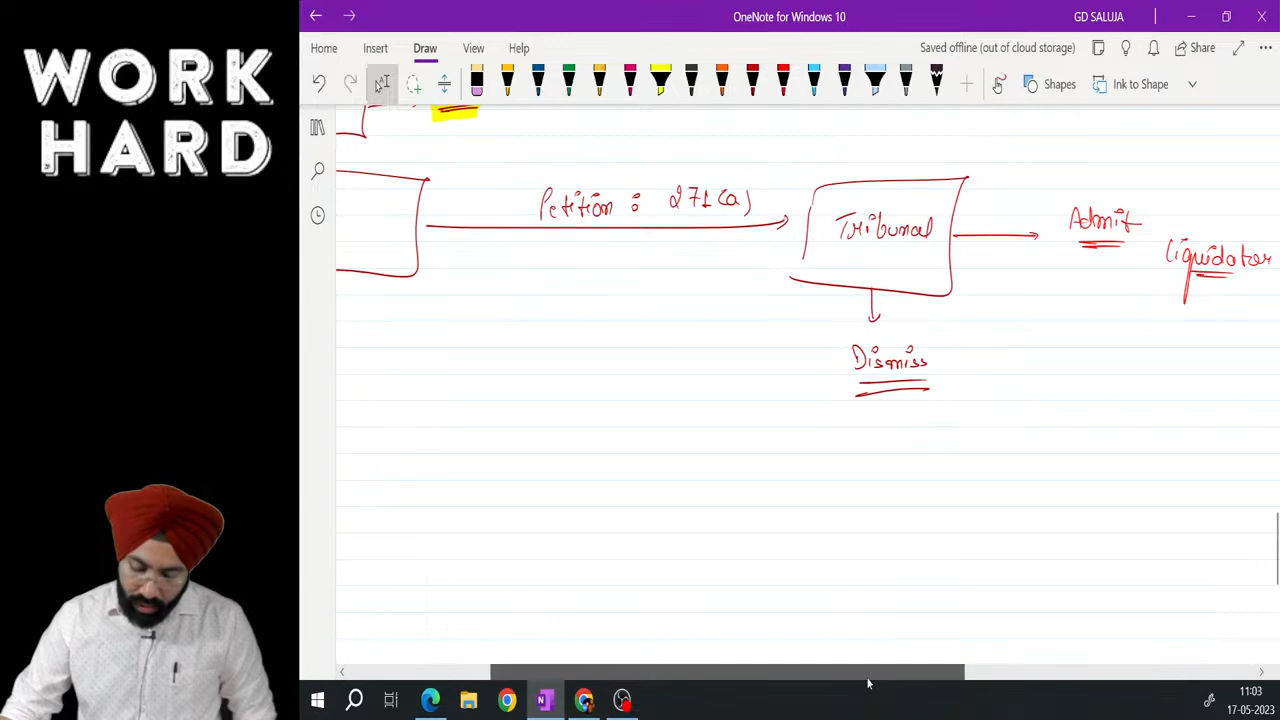 WORK
HARD
OneNote for Windows 10
GD SALUJA
Home Insert Draw View Help
Saved offline (out of cloud storage)
Share
Shapes
Ink to Shape
Petition : 271(a)
Tribunal
Admit
Liquidator
Dismiss
11:03
17-05-2023